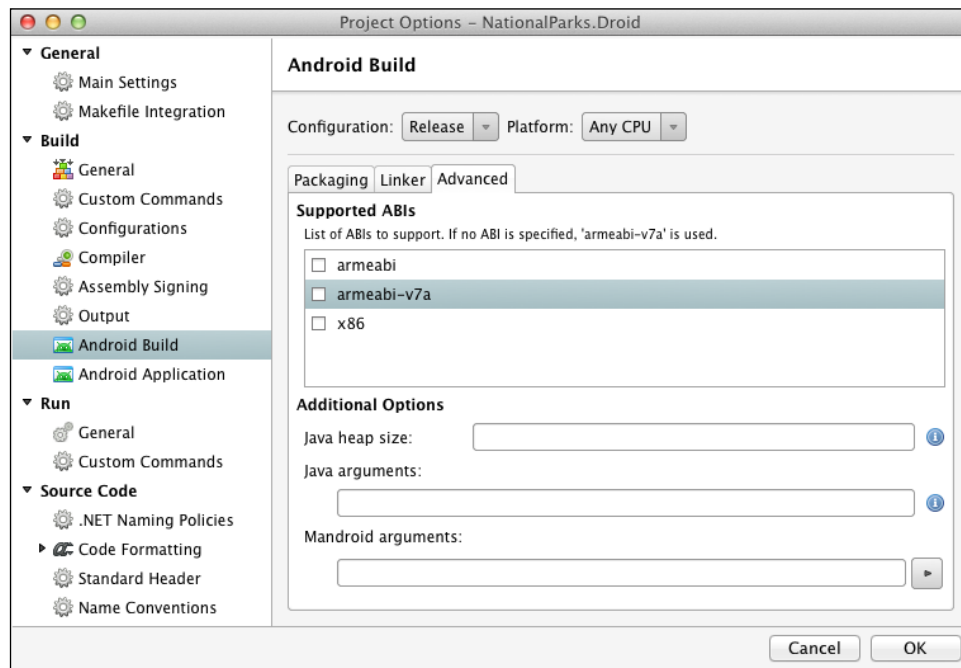 Project Options – NationalParks.Droid
General
Main Settings
Makefile Integration
Build
General
Custom Commands
Configurations
Compiler
Assembly Signing
Output
Android Build
Android Application
Run
General
Custom Commands
Source Code
.NET Naming Policies
Code Formatting
Standard Header
Name Conventions
Android Build
Configuration: Release Platform: Any CPU
Packaging Linker Advanced
Supported ABIs
List of ABIs to support. If no ABI is specified, 'armeabi-v7a' is used.
armeabi
armeabi-v7a
x86
Additional Options
Java heap size:
Java arguments:
Mandroid arguments:
Cancel OK